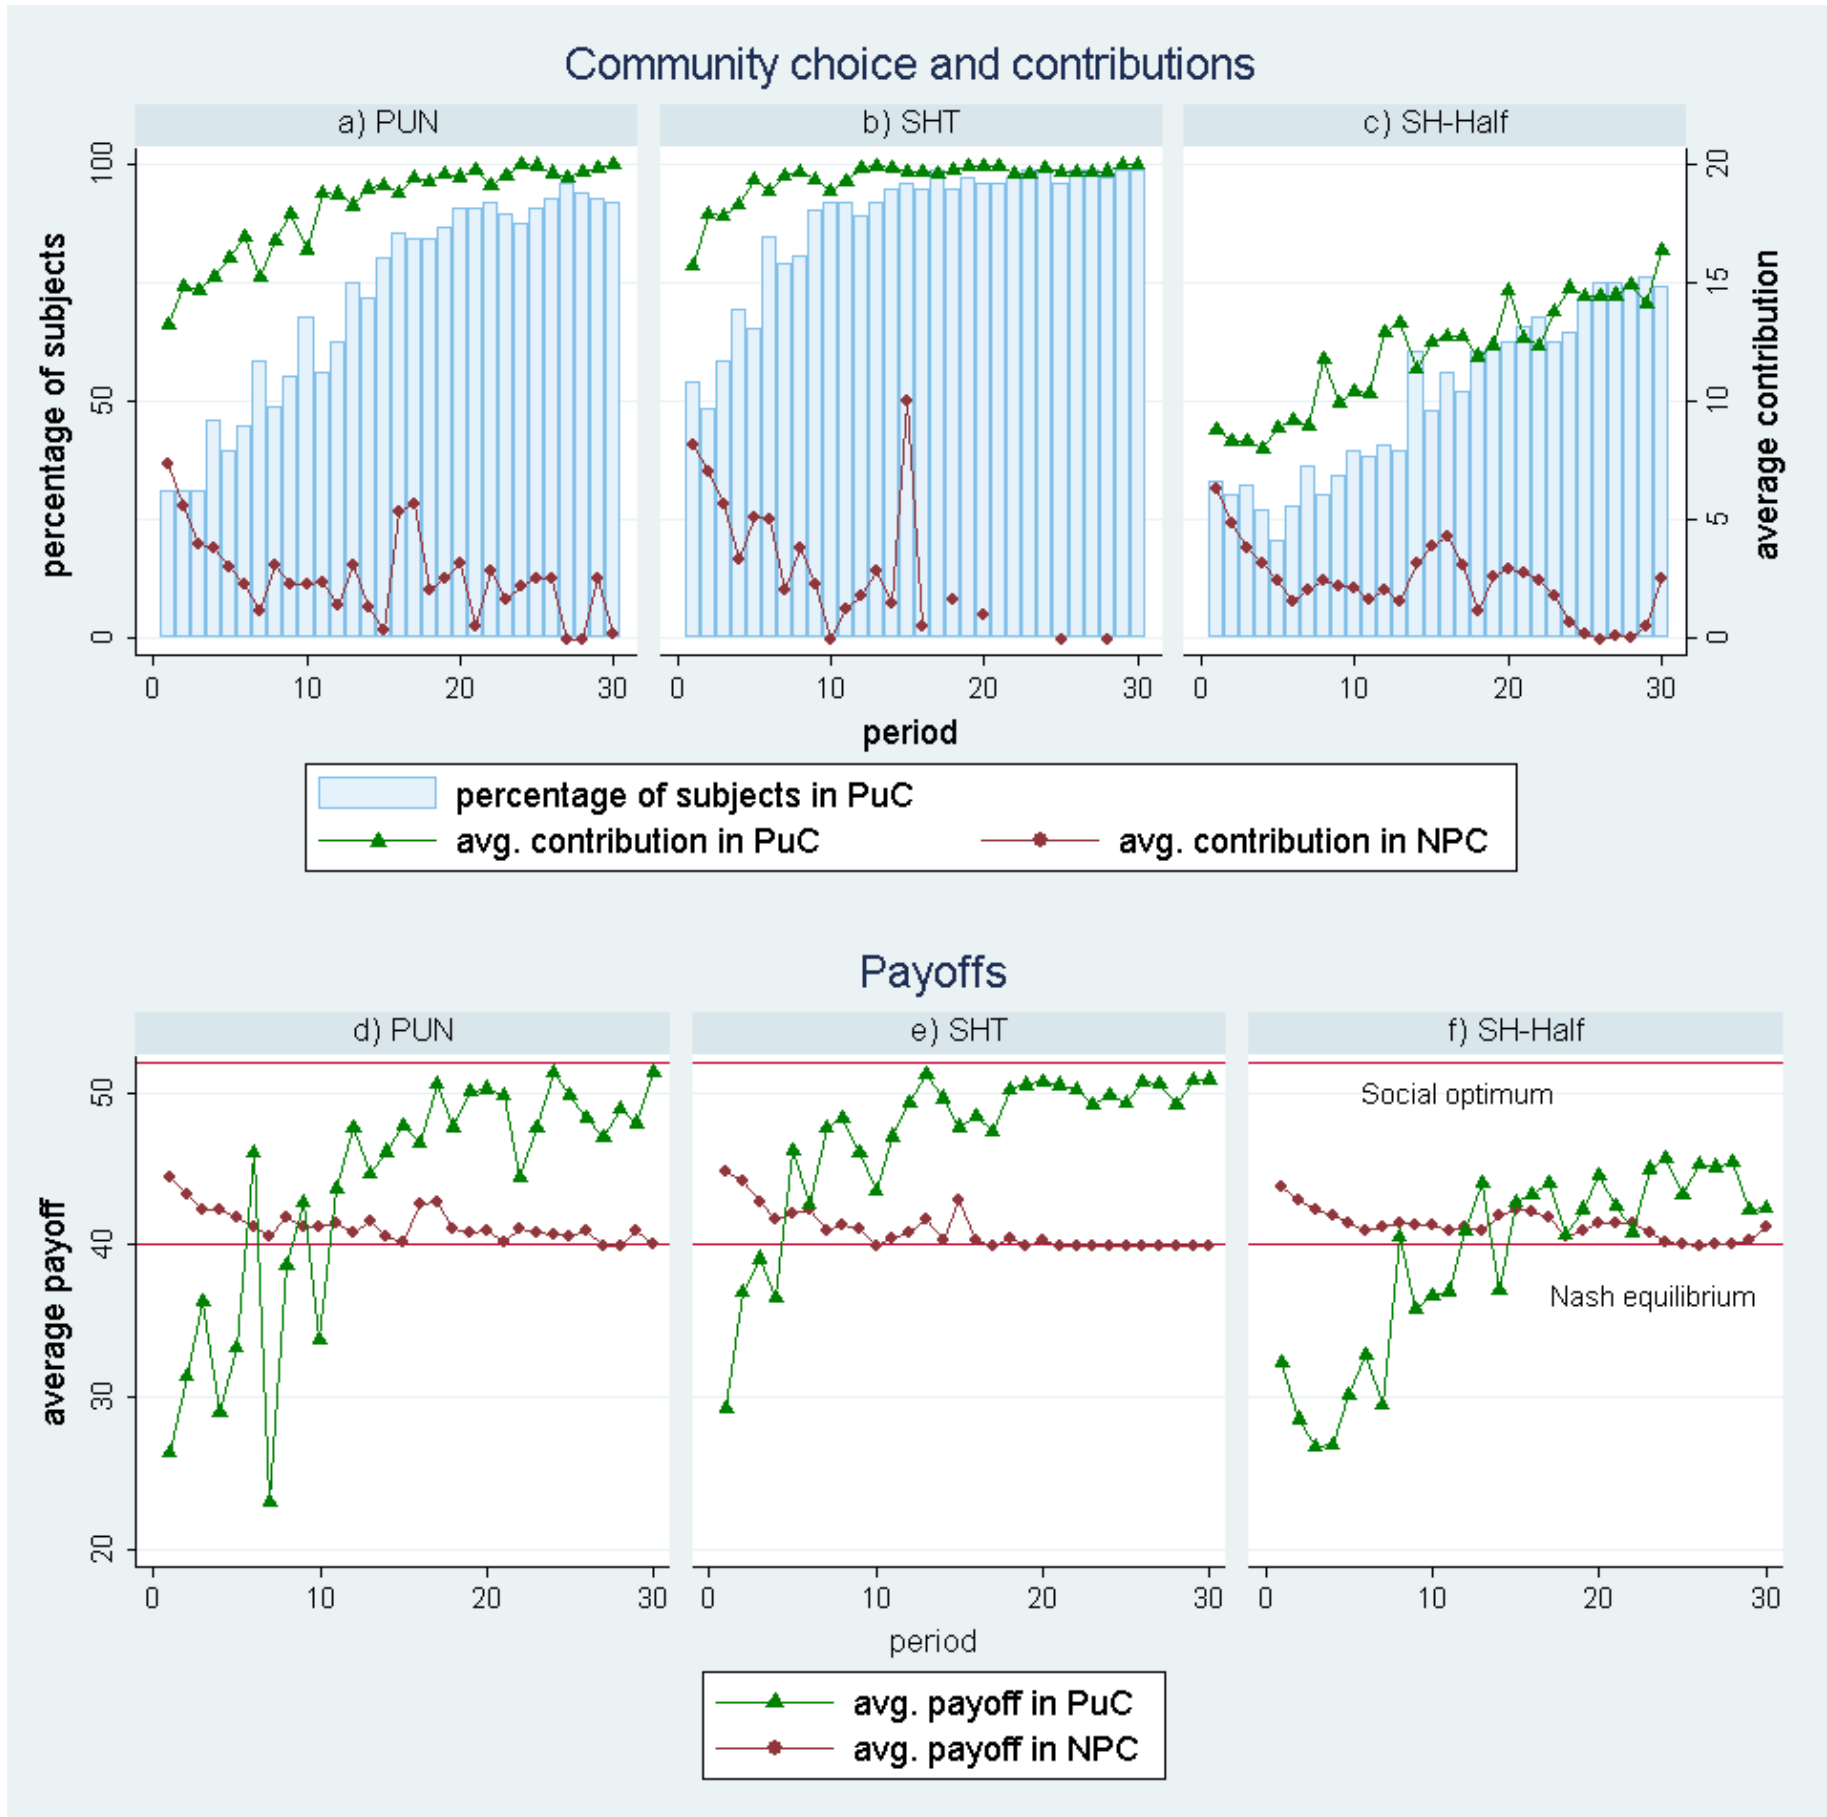 Community choice and contributions
a) PUN
b) SHT
c) SH-Half
percentage of subjects
100
50
0
20
15
10
5
0
average contribution
0 10 20 30
0 10 20 30
0 10 20 30
period
percentage of subjects in PuC
avg. contribution in PuC
avg. contribution in NPC
Payoffs
d) PUN
e) SHT
f) SH-Half
average payoff
50
40
30
20
Social optimum
Nash equilibrium
0 10 20 30
0 10 20 30
0 10 20 30
period
avg. payoff in PuC
avg. payoff in NPC